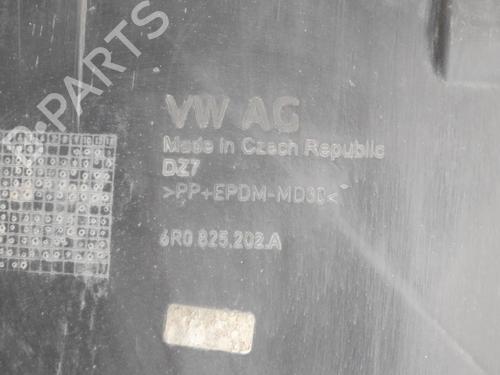 B-PARTS
VW AG
Made in Czech Republic
DZ7
>PP+EPDM-MD30<
6R0.825.202.A